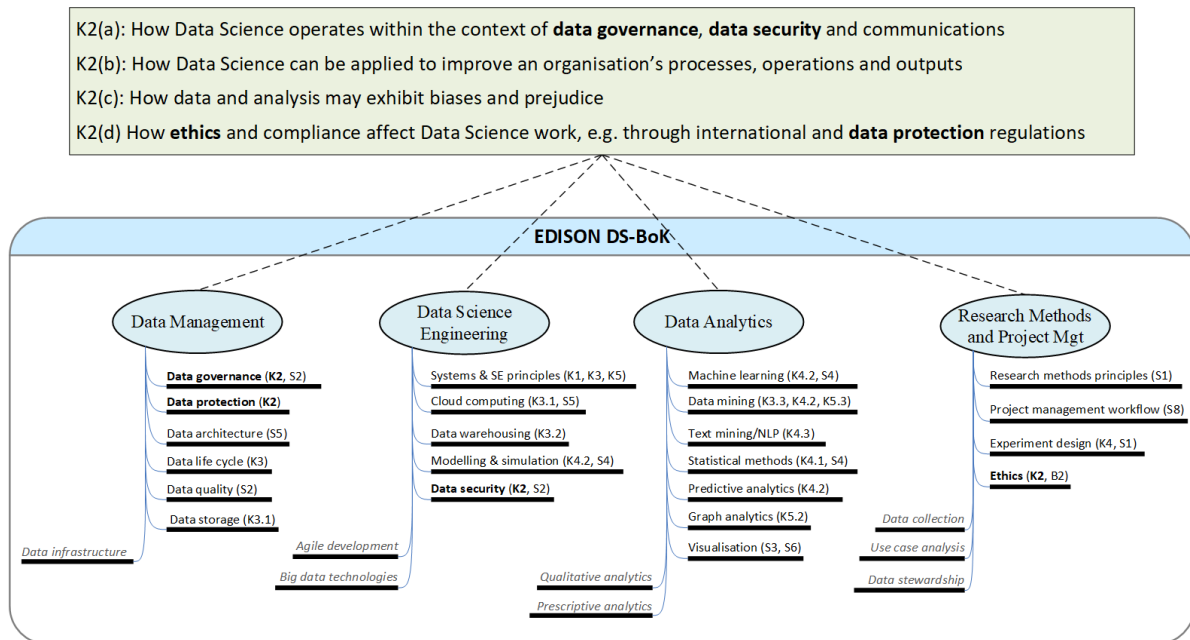 K2(a): How Data Science operates within the context of data governance, data security and communications
K2(b): How Data Science can be applied to improve an organisation's processes, operations and outputs
K2(c): How data and analysis may exhibit biases and prejudice
K2(d) How ethics and compliance affect Data Science work, e.g. through international and data protection regulations
EDISON DS-BoK
Data Management
Data governance (K2, S2)
Data protection (K2)
Data architecture (S5)
Data life cycle (K3)
Data quality (S2)
Data storage (K3.1)
Data infrastructure
Data Science
Engineering
Systems & SE principles (K1, K3, K5)
Cloud computing (K3.1, S5)
Data warehousing (K3.2)
Modelling & simulation (K4.2, S4)
Data security (K2, S2)
Agile development
Big data technologies
Data Analytics
Machine learning (K4.2, S4)
Data mining (K3.3, K4.2, K5.3)
Text mining/NLP (K4.3)
Statistical methods (K4.1, S4)
Predictive analytics (K4.2)
Graph analytics (K5.2)
Visualisation (S3, S6)
Qualitative analytics
Prescriptive analytics
Research Methods
and Project Mgt
Research methods principles (S1)
Project management workflow (S8)
Experiment design (K4, S1)
Ethics (K2, B2)
Data collection
Use case analysis
Data stewardship